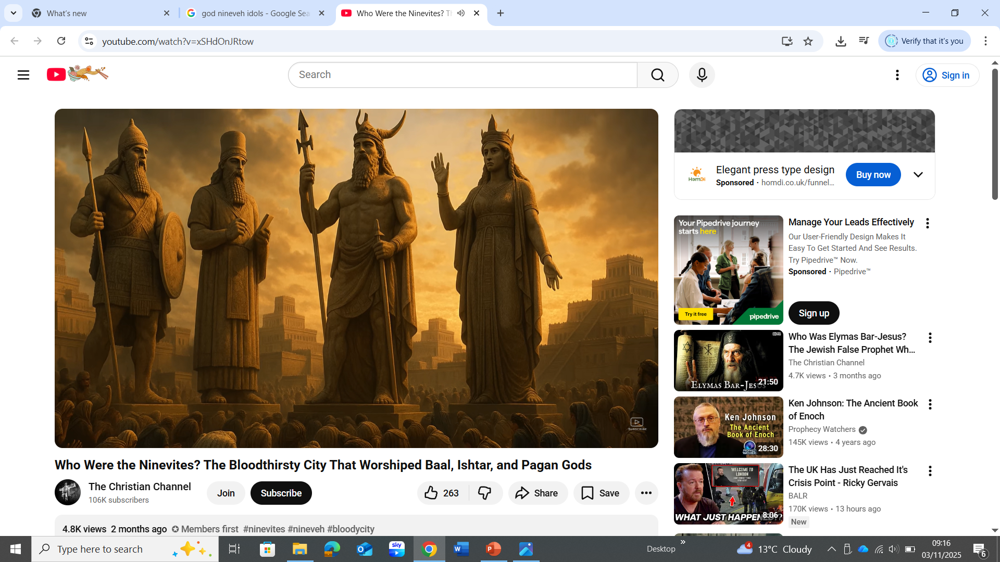 What's new
god nineveh idols - Google Sea
Who Were the Ninevites? Th
youtube.com/watch?v=xSHdOnJRtow
Verify that it's you
Search
Sign in
Elegant press type design
Sponsored · homdi.co.uk/funnel...
Buy now
HomDi
Your Pipedrive journey
starts here
Try it free
pipedrive
Manage Your Leads Effectively
Our User-Friendly Design Makes It
Easy To Get Started And See Results.
Try Pipedrive™ Now.
Sponsored · Pipedrive™
Sign up
ELYMAS BAR-JESUS
21:50
Who Was Elymas Bar-Jesus?
The Jewish False Prophet Wh...
The Christian Channel
4.7K views • 3 months ago
Ken Johnson
The Ancient
Book of Enoch
PROPHECY
WATCHERS
28:30
Ken Johnson: The Ancient Book
of Enoch
Prophecy Watchers
145K views • 4 years ago
WELCOME TO
LONDON
WHAT JUST HAPPENED?
8:06
The UK Has Just Reached It's
Crisis Point - Ricky Gervais
BALR
170K views • 13 hours ago
New
SUBSCRIBE
Who Were the Ninevites? The Bloodthirsty City That Worshiped Baal, Ishtar, and Pagan Gods
The Christian Channel
106K subscribers
Join
Subscribe
263
Share
Save
4.8K views 2 months ago Members first #ninevites #nineveh #bloodycity
Type here to search
sky
Desktop
4
13°C Cloudy
09:16
03/11/2025
6